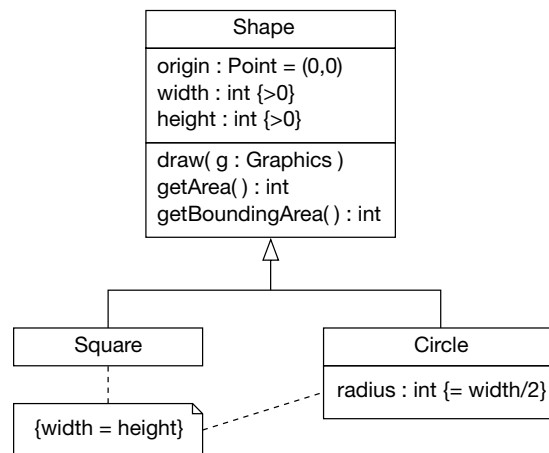 Shape
origin : Point = (0,0)
width : int {>0}
height : int {>0}
draw( g : Graphics )
getArea( ) : int
getBoundingArea( ) : int
Square
Circle
radius : int {= width/2}
{width = height}